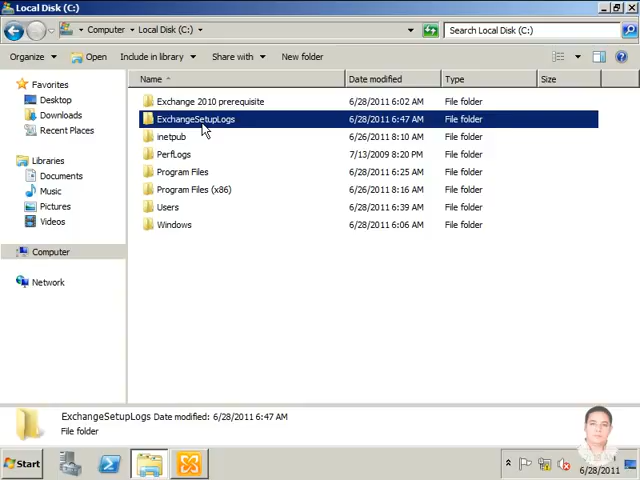 Local Disk (C:)
Computer Local Disk (C:)
Search Local Disk (C:)
Organize Open Include in library Share with New folder
Favorites
Desktop
Downloads
Recent Places
Libraries
Documents
Music
Pictures
Videos
Computer
Network
Name Date modified Type Size
Exchange 2010 prerequisite 6/28/2011 6:02 AM File folder
ExchangeSetupLogs 6/28/2011 6:47 AM File folder
inetpub 6/26/2011 8:10 AM File folder
PerfLogs 7/13/2009 8:20 PM File folder
Program Files 6/28/2011 6:25 AM File folder
Program Files (x86) 6/26/2011 8:16 AM File folder
Users 6/28/2011 6:39 AM File folder
Windows 6/28/2011 6:06 AM File folder
ExchangeSetupLogs Date modified: 6/28/2011 6:47 AM
File folder
Start
6/28/2011